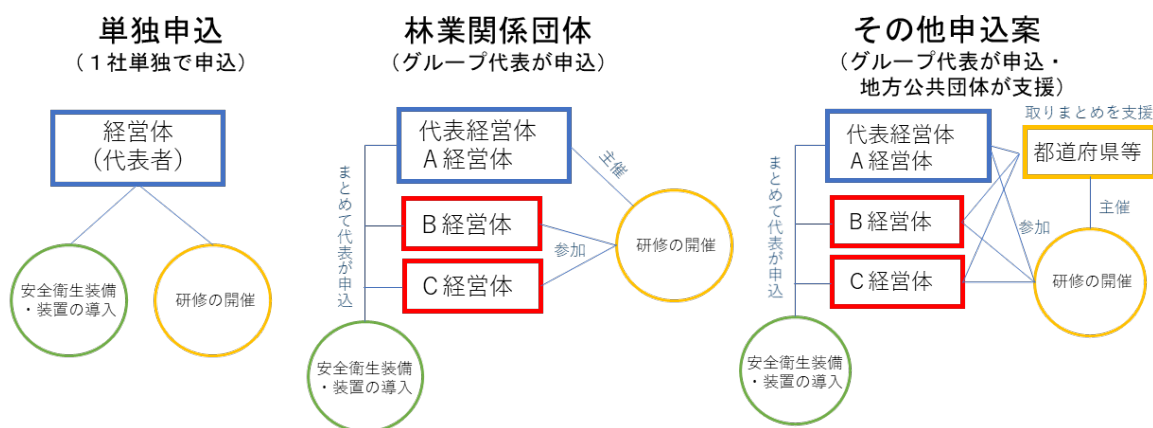 単独申込
(１社単独で申込)
経営体
(代表者)
安全衛生装備
・装置の導入
研修の開催
林業関係団体
(グループ代表が申込)
まとめて代表が申込
代表経営体
Ａ経営体
主催
Ｂ経営体
参加
Ｃ経営体
研修の開催
安全衛生装備
・装置の導入
その他申込案
(グループ代表が申込・
地方公共団体が支援)
取りまとめを支援
まとめて代表が申込
代表経営体
Ａ経営体
都道府県等
主催
Ｂ経営体
参加
Ｃ経営体
研修の開催
安全衛生装備
・装置の導入